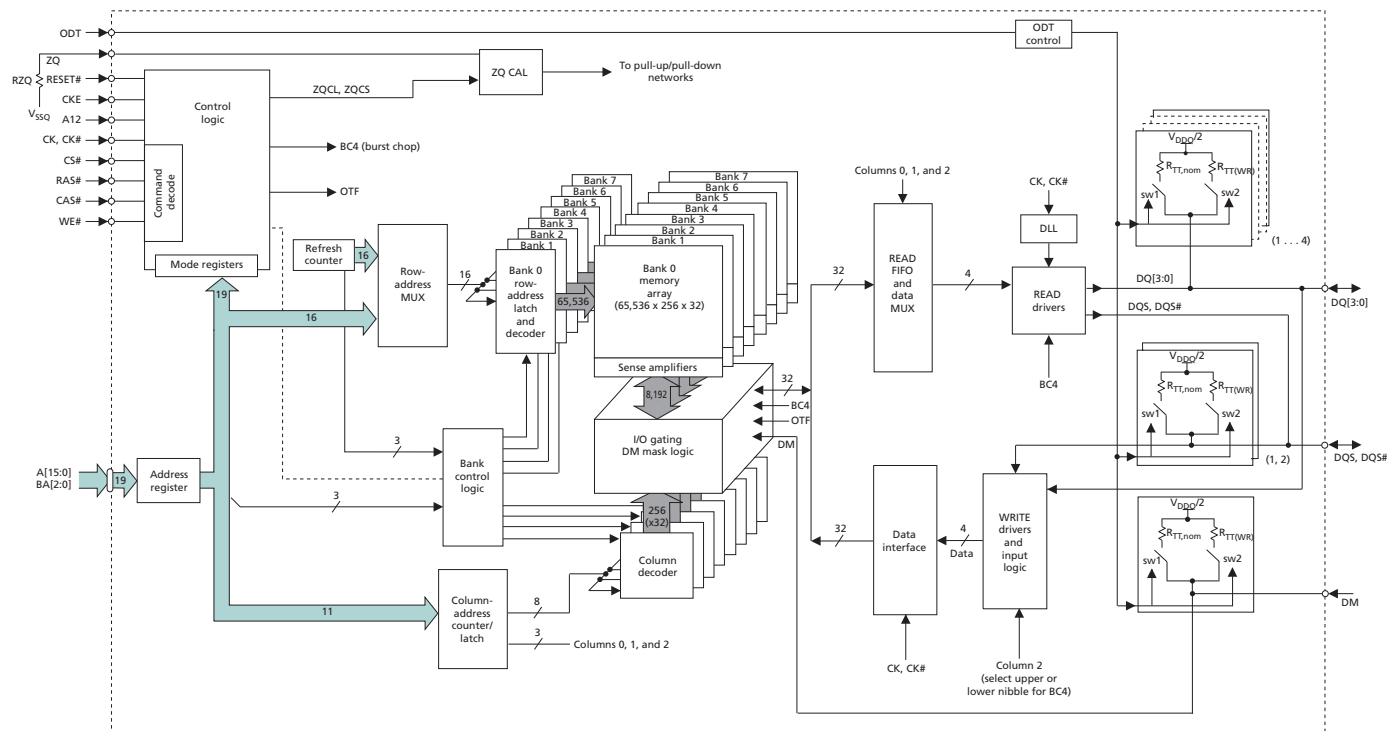 ODT
ODT
control
ZQ
RZQ
RESET#
ZQ CAL
To pull-up/pull-down
networks
ZQCL, ZQCS
CKE
Control
logic
VSSQ
A12
CK, CK#
BC4 (burst chop)
CS#
RAS#
CAS#
WE#
Command
decode
OTF
Mode registers
Refresh
counter
16
Row-
address
MUX
16
19
16
Bank 7
Bank 6
Bank 5
Bank 4
Bank 3
Bank 2
Bank 1
Bank 0
row-
address
latch
and
decoder
65,536
Bank 7
Bank 6
Bank 5
Bank 4
Bank 3
Bank 2
Bank 1
Bank 0
memory
array
(65,536 x 256 x 32)
Sense amplifiers
8,192
I/O gating
DM mask logic
32
BC4
OTF
DM
Columns 0, 1, and 2
32
READ
FIFO
and
data
MUX
4
CK, CK#
DLL
READ
drivers
BC4
VDDQ/2
RTT,nom
RTT(WR)
sw1
sw2
(1 . . . 4)
DQ[3:0]
DQ[3:0]
DQS, DQS#
VDDQ/2
RTT,nom
RTT(WR)
sw1
sw2
(1, 2)
DQS, DQS#
A[15:0]
BA[2:0]
19
Address
register
3
3
Bank
control
logic
256
(x32)
Column
decoder
11
Column-
address
counter/
latch
8
3
Columns 0, 1, and 2
32
Data
interface
4
Data
WRITE
drivers
and
input
logic
CK, CK#
Column 2
(select upper or
lower nibble for BC4)
VDDQ/2
RTT,nom
RTT(WR)
sw1
sw2
DM